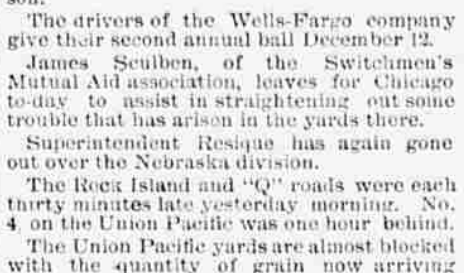 son.
The drivers of the Wells-Fargo company
give their second annual ball December 12.
James Sculben, of the Switchmen's
Mutual Aid association, leaves for Chicago
to-day to assist in straightening out some
trouble that has arisen in the yards there.
Superintendent Resique has again gone
out over the Nebraska division.
The Rock Island and "Q" roads were each
thirty minutes late yesterday morning. No.
4 on the Union Pacific was one hour behind.
The Union Pacific yards are almost blocked
with the quantity of grain now arriving